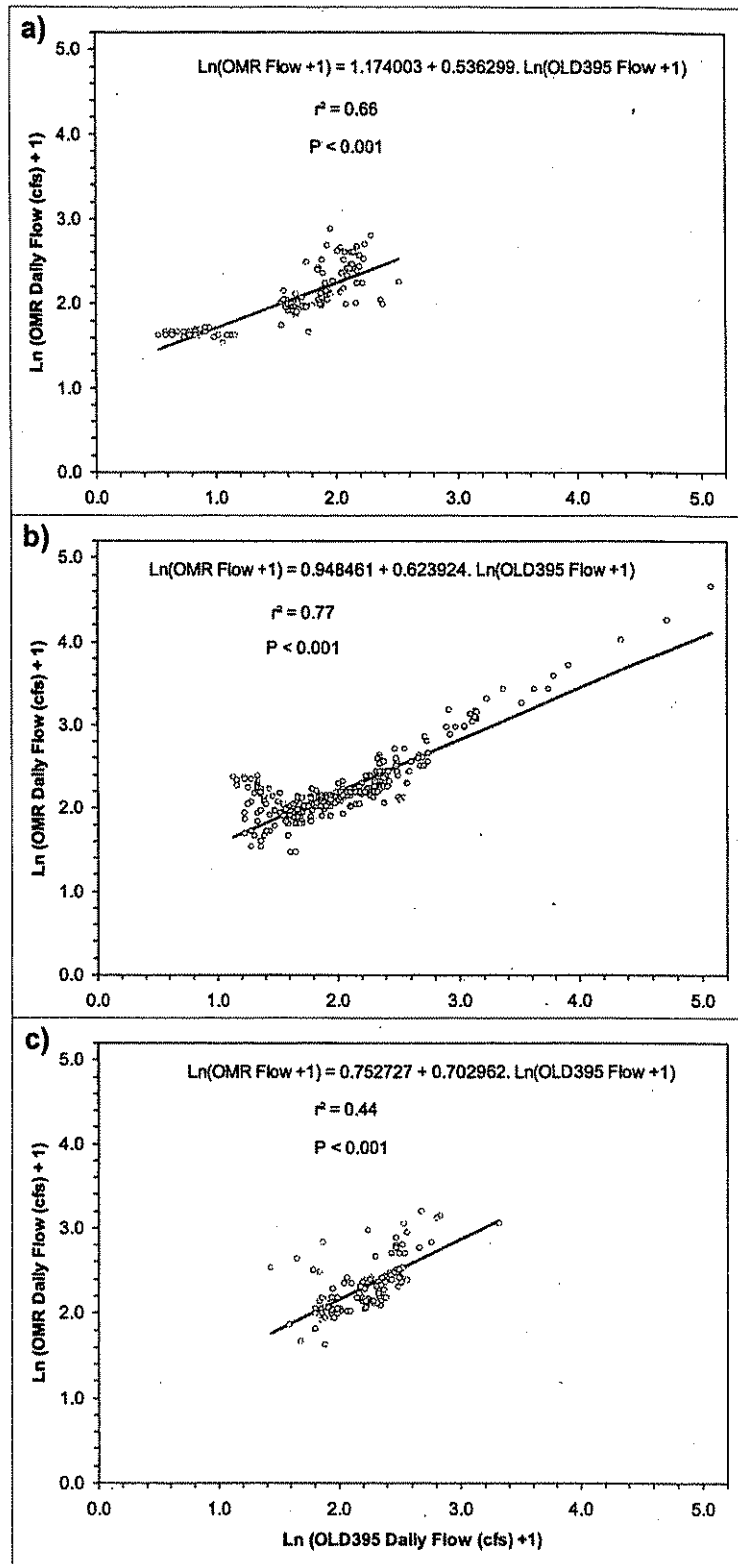 a)
Ln(OMR Flow +1) = 1.174003 + 0.536299. Ln(OLD395 Flow +1)
r² = 0.66
P < 0.001
Ln (OMR Daily Flow (cfs) + 1)
5.0
4.0
3.0
2.0
1.0
0.0
0.0 1.0 2.0 3.0 4.0 5.0
b)
Ln(OMR Flow +1) = 0.948461 + 0.623924. Ln(OLD395 Flow +1)
r² = 0.77
P < 0.001
Ln (OMR Daily Flow (cfs) + 1)
5.0
4.0
3.0
2.0
1.0
0.0
0.0 1.0 2.0 3.0 4.0 5.0
c)
Ln(OMR Flow +1) = 0.752727 + 0.702962. Ln(OLD395 Flow +1)
r² = 0.44
P < 0.001
Ln (OMR Daily Flow (cfs) + 1)
5.0
4.0
3.0
2.0
1.0
0.0
0.0 1.0 2.0 3.0 4.0 5.0
Ln (OLD395 Daily Flow (cfs) +1)